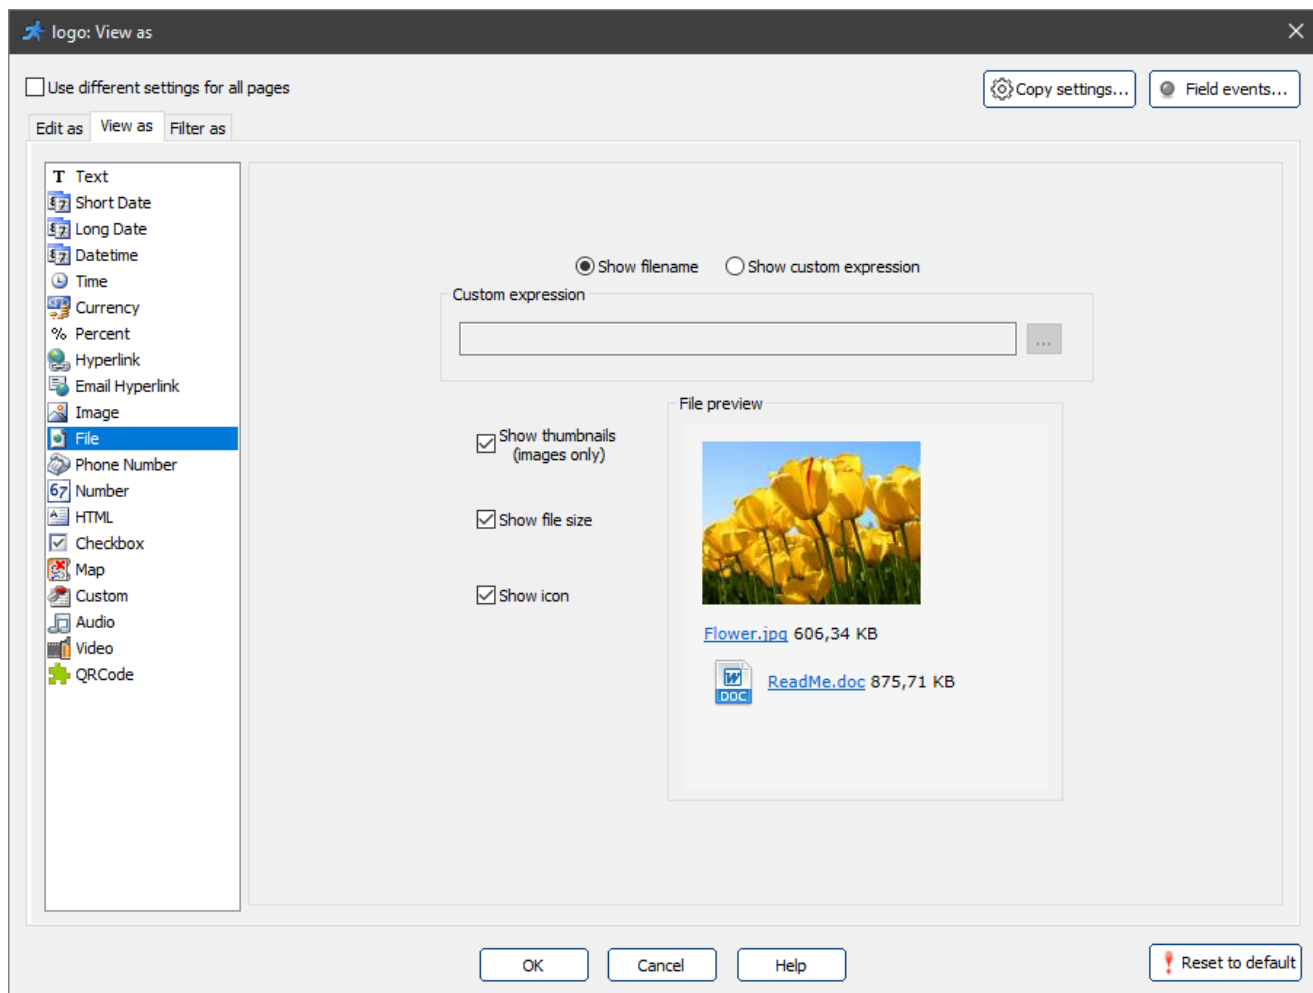 logo: View as
Use different settings for all pages
Copy settings...
Field events...
Edit as
View as
Filter as
T Text
Short Date
Long Date
Datetime
Time
Currency
% Percent
Hyperlink
Email Hyperlink
Image
File
Phone Number
67 Number
HTML
Checkbox
Map
Custom
Audio
Video
QRCode
Show filename
Show custom expression
Custom expression
...
Show thumbnails
(images only)
Show file size
Show icon
File preview
Flower.jpg 606,34 KB
W
DOC
ReadMe.doc 875,71 KB
OK
Cancel
Help
Reset to default